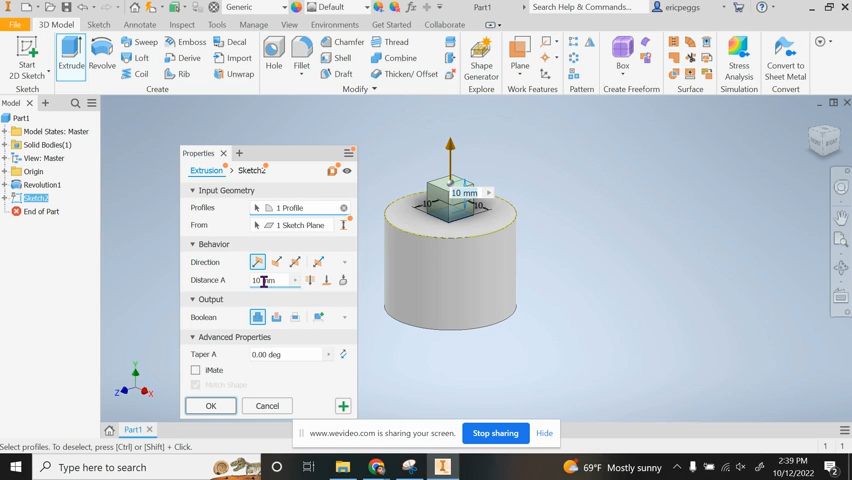 Generic
Default
Part1
Search Help & Commands...
ericpeggs
File
3D Model
Sketch
Annotate
Inspect
Tools
Manage
View
Environments
Get Started
Collaborate
Start
2D Sketch
Extrude
Revolve
Sweep
Emboss
Decal
Loft
Derive
Import
Coil
Rib
Unwrap
Hole
Fillet
Chamfer
Thread
Shell
Combine
Draft
Thicken/ Offset
Shape
Generator
Plane
Box
Stress
Analysis
Convert to
Sheet Metal
Sketch
Create
Modify
Explore
Work Features
Pattern
Create Freeform
Surface
Simulation
Convert
Model
Part1
Model States: Master
Solid Bodies(1)
View: Master
Origin
Revolution1
Sketch2
End of Part
Properties
Extrusion
Sketch2
Input Geometry
Profiles
1 Profile
From
1 Sketch Plane
Behavior
Direction
Distance A
10 mm
Output
Boolean
Advanced Properties
Taper A
0.00 deg
iMate
Match Shape
OK
Cancel
10 mm
10
10
Y
Z
X
www.wevideo.com is sharing your screen.
Stop sharing
Hide
Part1
Select profiles. To deselect, press [Ctrl] or [Shift] + Click.
1
1
Type here to search
69°F Mostly sunny
2:39 PM
10/12/2022